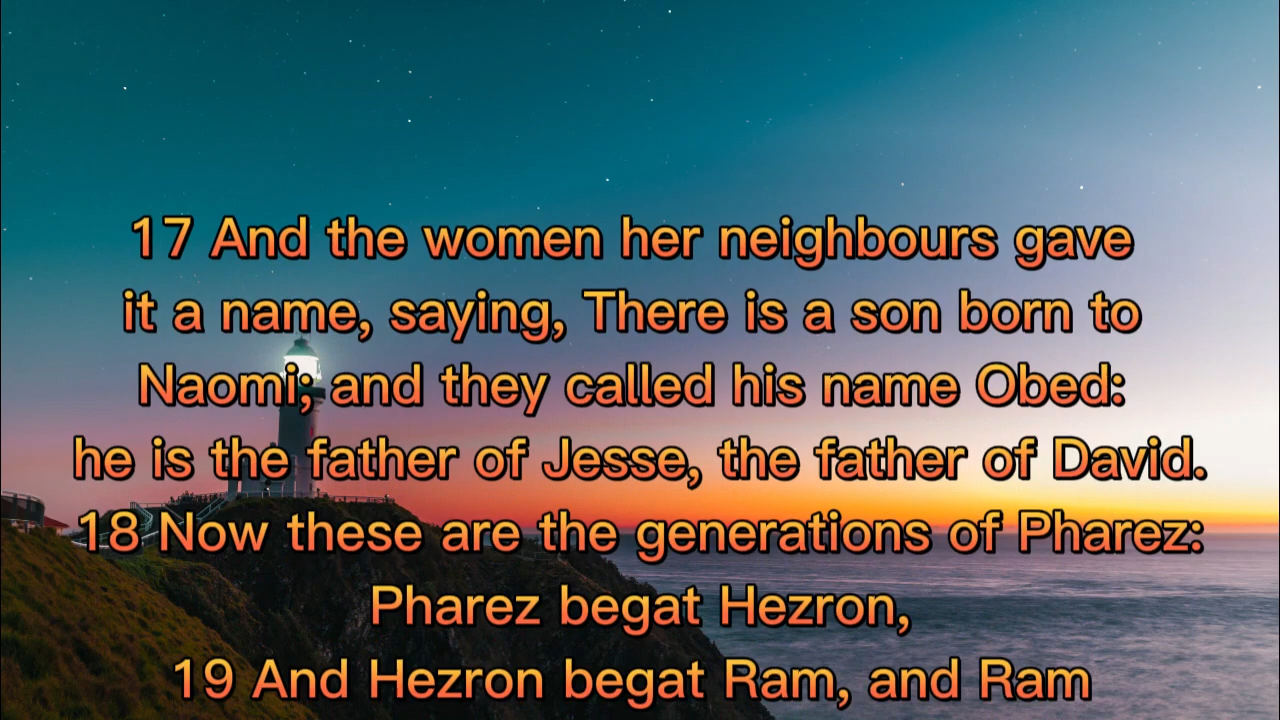 17 And the women her neighbours gave
it a name, saying, There is a son born to
Naomi; and they called his name Obed:
he is the father of Jesse, the father of David.
18 Now these are the generations of Pharez:
Pharez begat Hezron,
19 And Hezron begat Ram, and Ram